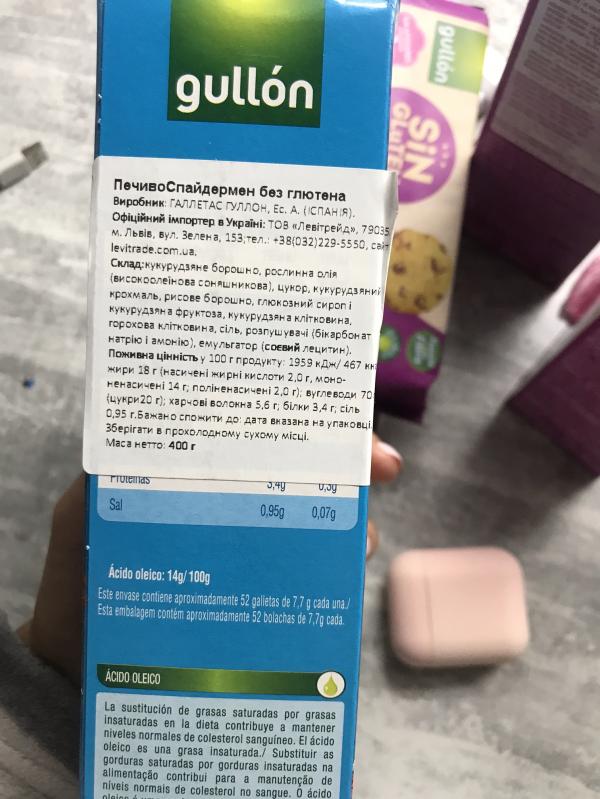 gullón
gullón
SiN
GLUTE
ПечивоСпайдермен без глютена
Виробник: ГАЛЛЕТАС ГУЛЛОН, Ес. А. (ІСПАНІЯ).
Офіційний імпортер в Україні: ТОВ «Левітрейд», 79035
м. Львів, вул. Зелена, 153;тел.: +38(032)229-5550, сайт
levitrade.com.ua.
Склад:кукурудзяне борошно, рослинна олія
(високоолеїнова соняшникова), цукор, кукурудзяний
крохмаль, рисове борошно, глюкозний сироп і
кукурудзяна фруктоза, кукурудзяна клітковина,
горохова клітковина, сіль, розпушувачі (бікарбонат
натрію і амонію), емульгатор (соєвий лецитин).
Поживна цінність у 100 г продукту: 1959 кДж/ 467 кка
жири 18 г (насичені жирні кислоти 2,0 г, моно-
ненасичені 14 г; поліненасичені 2,0 г); вуглеводи 70
(цукри20 г); харчові волокна 5,6 г; білки 3,4 г; сіль
0,95 г.Бажано спожити до: дата вказана на упаковці.
Зберігати в прохолодному сухому місці.
Маса нетто: 400 г
Proteínas 3,4g 0,3g
Sal 0,95g 0,07g
Ácido oleico: 14g/100g
Este envase contiene aproximadamente 52 galletas de 7,7 g cada una./
Esta embalagem contém aproximadamente 52 bolachas de 7,7g cada.
ÁCIDO OLEICO
La sustitución de grasas saturadas por grasas
insaturadas en la dieta contribuye a mantener
niveles normales de colesterol sanguíneo. El ácido
oleico es una grasa insaturada./ Substituir as
gorduras saturadas por gorduras insaturadas na
alimentação contribui para a manutenção de
níveis normais de colesterol no sangue. O ácido